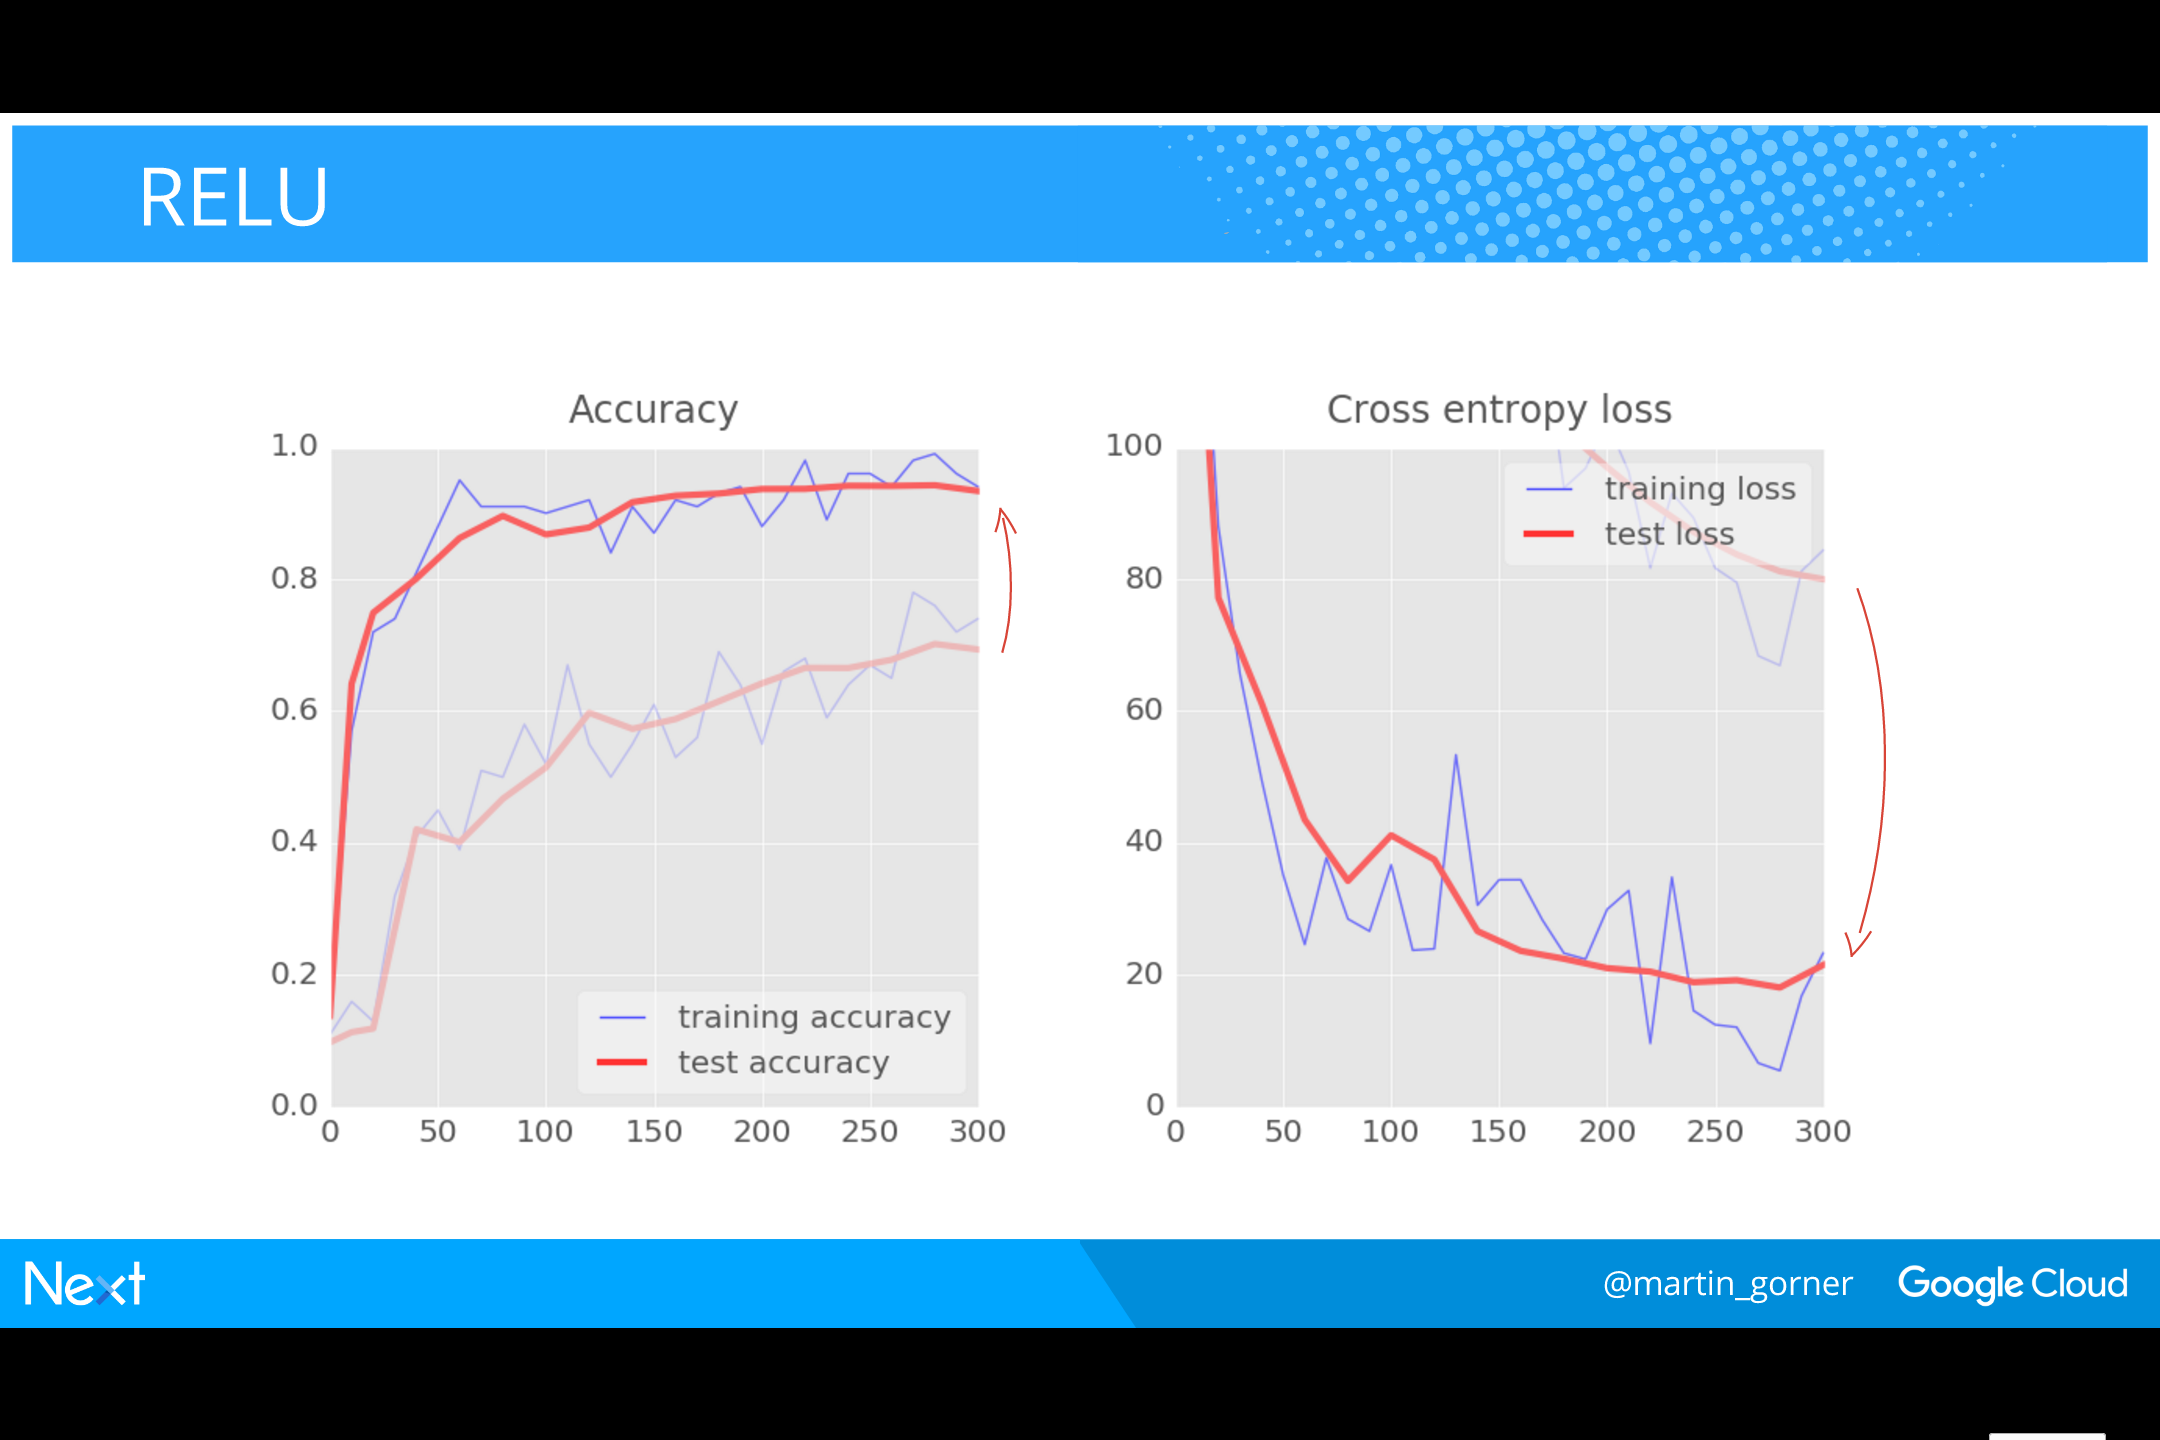 RELU
Accuracy
1.0
0.8
0.6
0.4
0.2
0.0
0 50 100 150 200 250 300
training accuracy
test accuracy
Cross entropy loss
100
80
60
40
20
0
0 50 100 150 200 250 300
training loss
test loss
Next
@martin_gorner Google Cloud